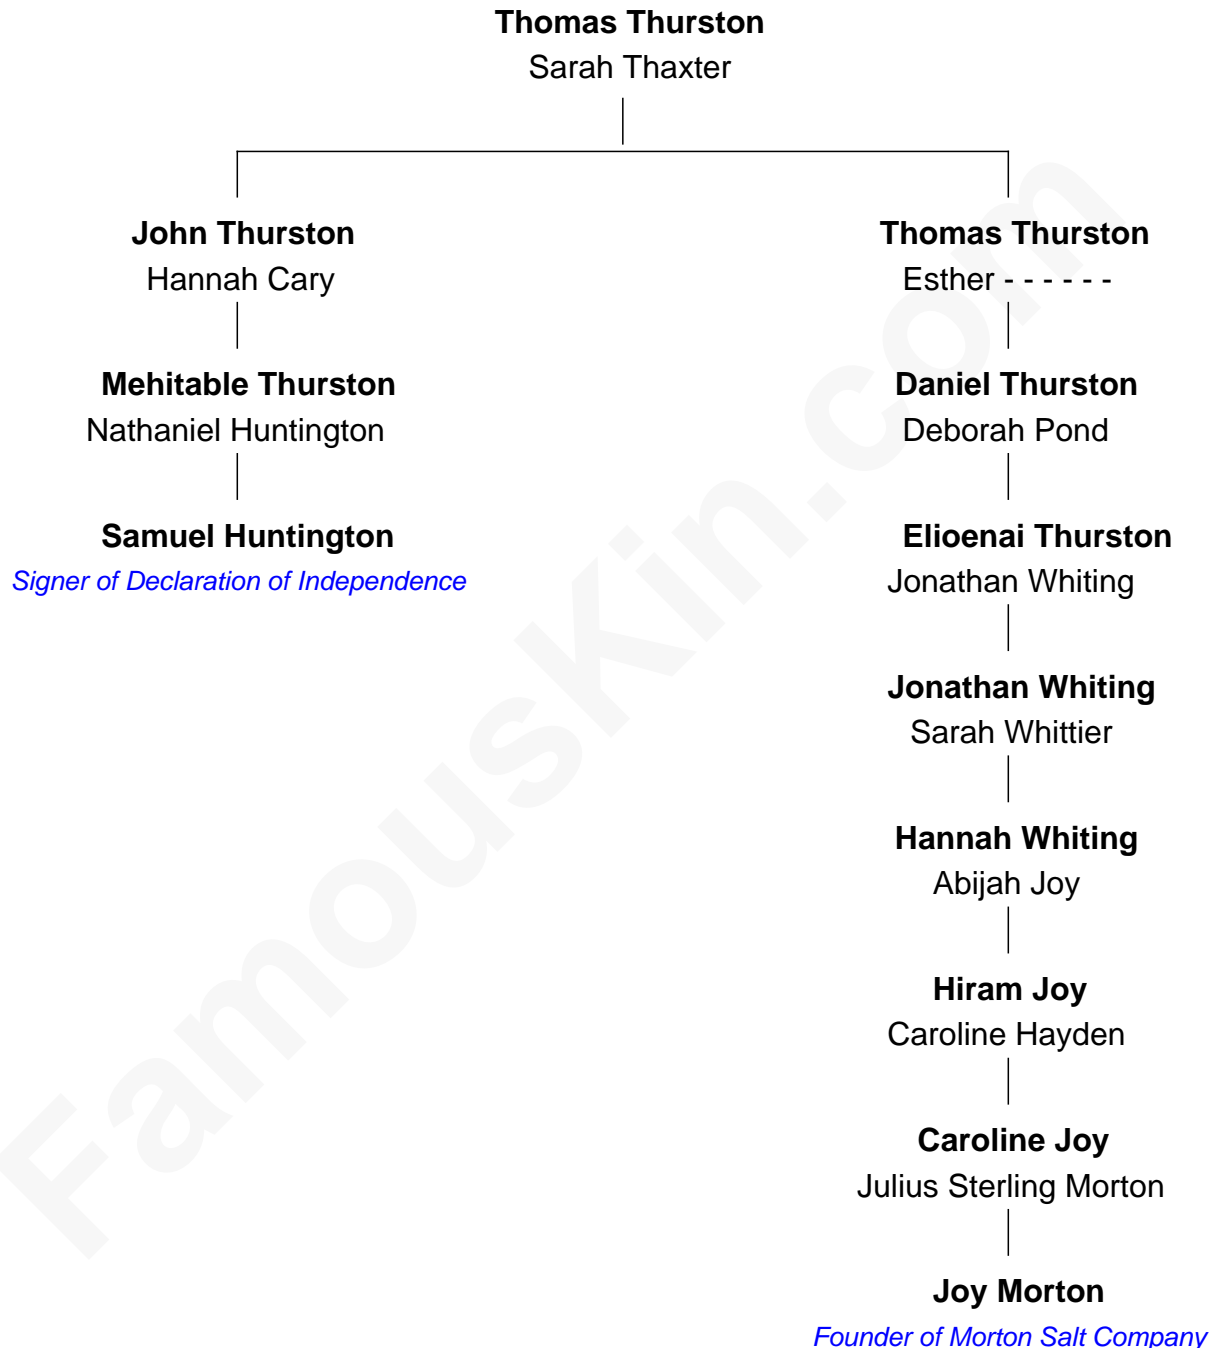 Thomas Thurston
Sarah Thaxter
John Thurston
Hannah Cary
Mehitable Thurston
Nathaniel Huntington
Samuel Huntington
Signer of Declaration of Independence
Thomas Thurston
Esther - - - - - -
Daniel Thurston
Deborah Pond
Elioenai Thurston
Jonathan Whiting
Jonathan Whiting
Sarah Whittier
Hannah Whiting
Abijah Joy
Hiram Joy
Caroline Hayden
Caroline Joy
Julius Sterling Morton
Joy Morton
Founder of Morton Salt Company
FamousKin.com